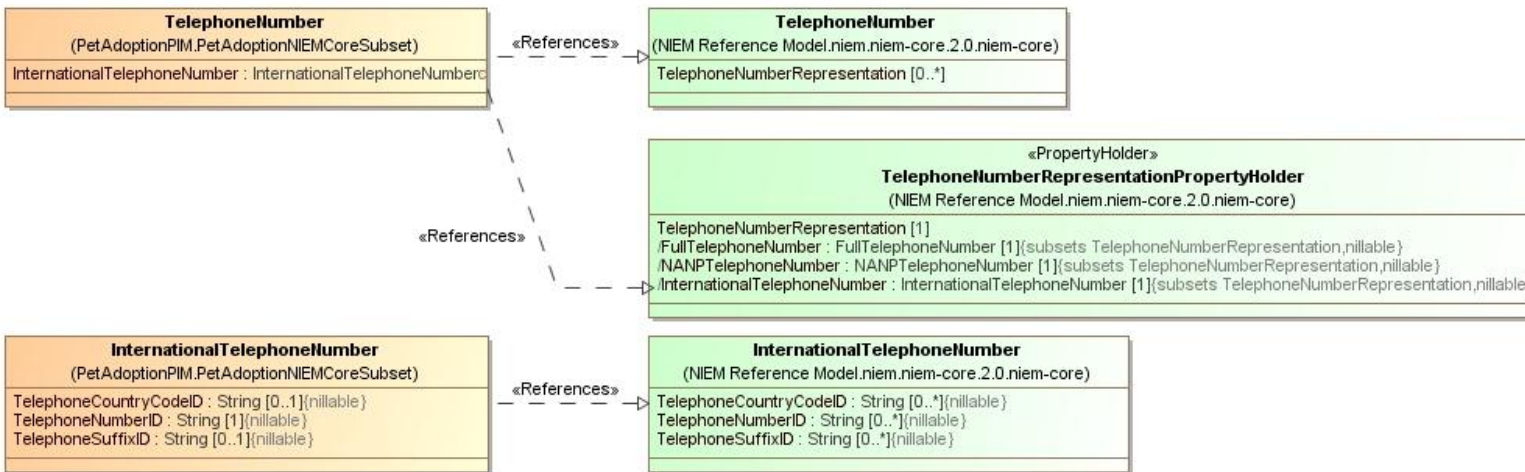 TelephoneNumber
(PetAdoptionPIM.PetAdoptionNIEMCoreSubset)
InternationalTelephoneNumber : InternationalTelephoneNumber
«References»
TelephoneNumber
(NIEM Reference Model.niem.niem-core.2.0.niem-core)
TelephoneNumberRepresentation [0..*]
«References»
«PropertyHolder»
TelephoneNumberRepresentationPropertyHolder
(NIEM Reference Model.niem.niem-core.2.0.niem-core)
TelephoneNumberRepresentation [1]
/FullTelephoneNumber : FullTelephoneNumber [1]{subsets TelephoneNumberRepresentation,nillable}
/NANPTelephoneNumber : NANPTelephoneNumber [1]{subsets TelephoneNumberRepresentation,nillable}
/InternationalTelephoneNumber : InternationalTelephoneNumber [1]{subsets TelephoneNumberRepresentation,nillable
InternationalTelephoneNumber
(PetAdoptionPIM.PetAdoptionNIEMCoreSubset)
TelephoneCountryCodeID : String [0..1]{nillable}
TelephoneNumberID : String [1]{nillable}
TelephoneSuffixID : String [0..1]{nillable}
«References»
InternationalTelephoneNumber
(NIEM Reference Model.niem.niem-core.2.0.niem-core)
TelephoneCountryCodeID : String [0..*]{nillable}
TelephoneNumberID : String [0..*]{nillable}
TelephoneSuffixID : String [0..*]{nillable}